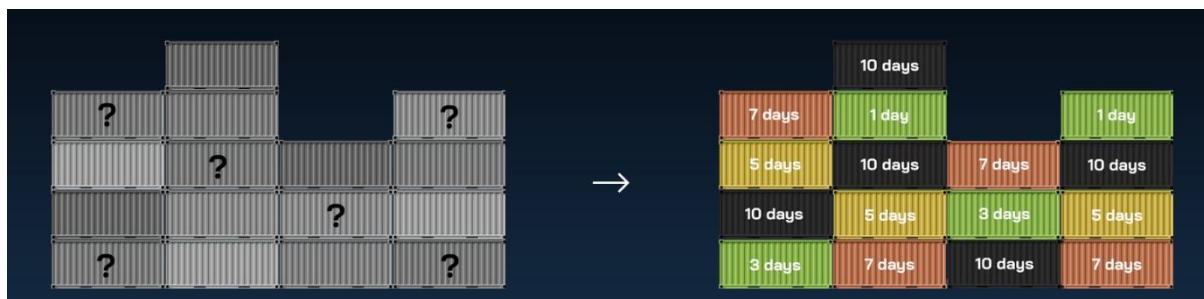 10 days
? ? 7 days 1 day 1 day
? 5 days 10 days 7 days 10 days
? → 10 days 5 days 3 days 5 days
? ? 3 days 7 days 10 days 7 days